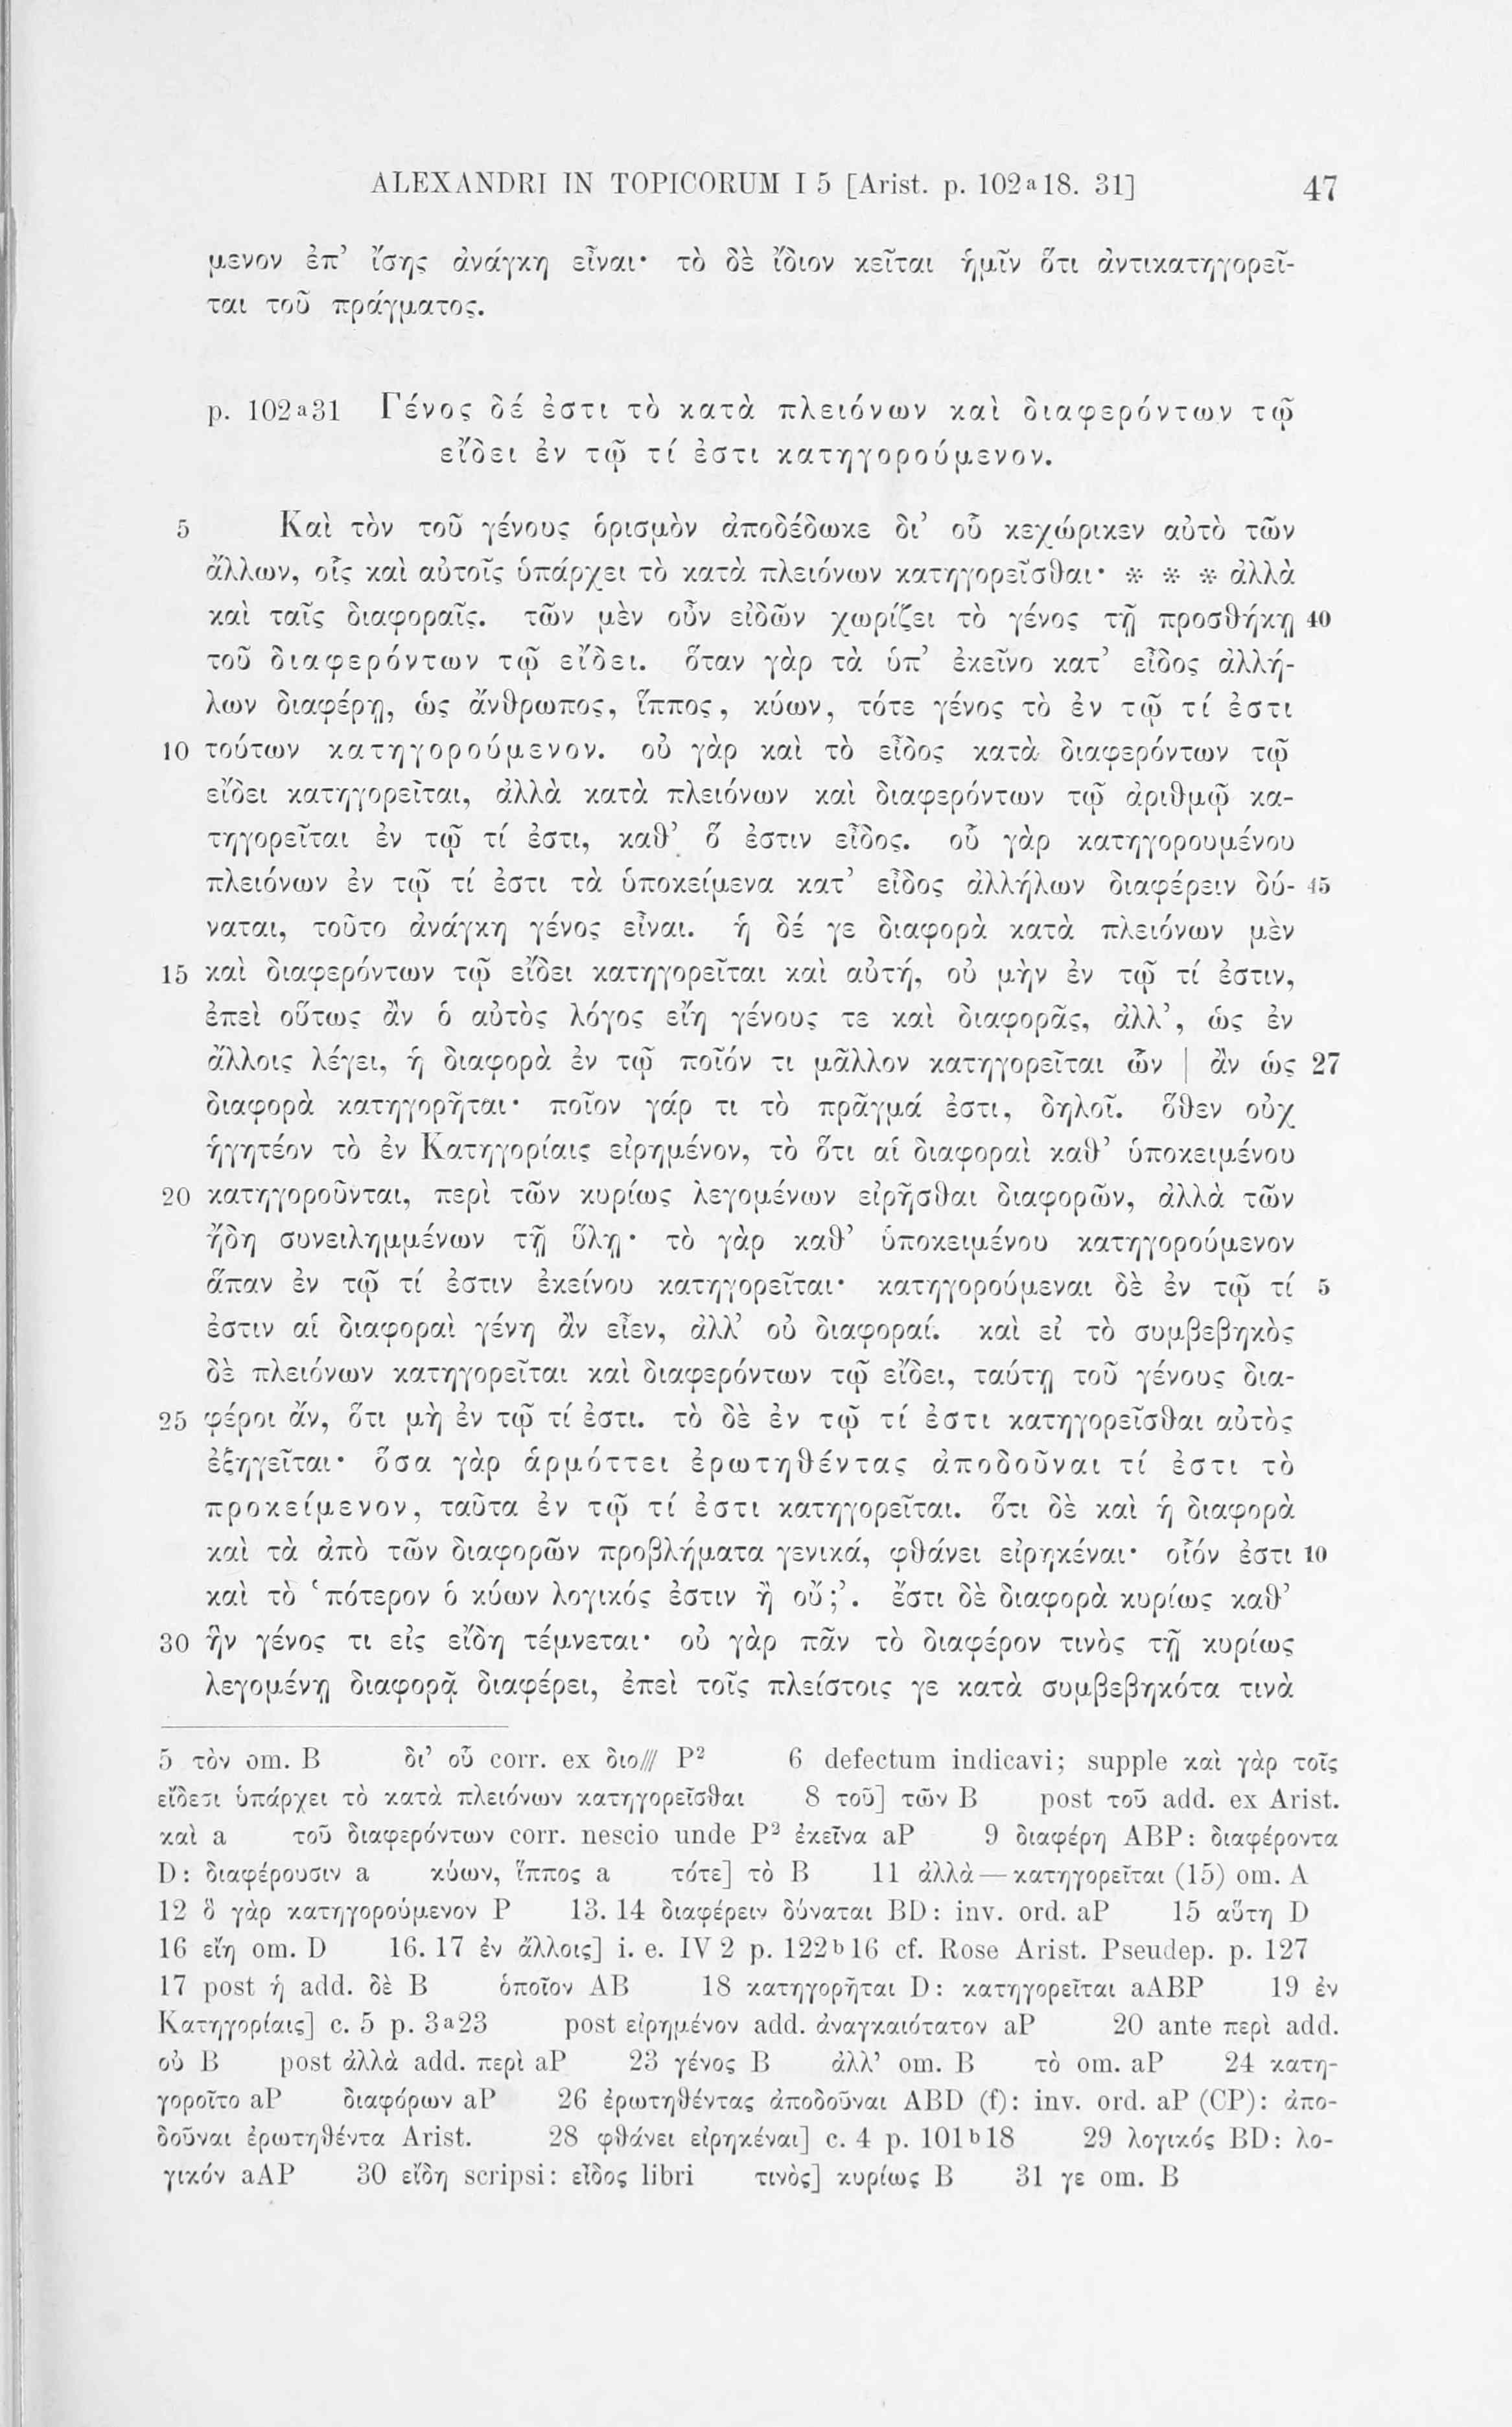 ALEXANDRI IN TOPICORUM I 5 [Arist. p. 102ᵃ18. 31] 47
μενον ἐπ’ ἴσης ἀνάγκη εἶναι· τὸ δὲ ἴδιον κεῖται ἡμῖν ὅτι ἀντικατηγορεῖ-
ται τοῦ πράγματος.
p. 102ᵃ31 Γένος δέ ἐστι τὸ κατὰ πλειόνων καὶ διαφερόντων τῷ
εἴδει ἐν τῷ τί ἐστι κατηγορούμενον.
5 Καὶ τὸν τοῦ γένους ὁρισμὸν ἀποδέδωκε δι’ οὗ κεχώρικεν αὐτὸ τῶν
ἄλλων, οἷς καὶ αὐτοῖς ὑπάρχει τὸ κατὰ πλειόνων κατηγορεῖσθαι· * * * ἀλλὰ
καὶ ταῖς διαφοραῖς. τῶν μὲν οὖν εἰδῶν χωρίζει τὸ γένος τῇ προσθήκῃ 40
τοῦ διαφερόντων τῷ εἴδει. ὅταν γὰρ τὰ ὑπ’ ἐκεῖνο κατ’ εἶδος ἀλλή-
λων διαφέρῃ, ὡς ἄνθρωπος, ἵππος, κύων, τότε γένος τὸ ἐν τῷ τί ἐστι
10 τούτων κατηγορούμενον. οὐ γὰρ καὶ τὸ εἶδος κατὰ διαφερόντων τῷ
εἴδει κατηγορεῖται, ἀλλὰ κατὰ πλειόνων καὶ διαφερόντων τῷ ἀριθμῷ κα-
τηγορεῖται ἐν τῷ τί ἐστι, καθ’ ὅ ἐστιν εἶδος. οὗ γὰρ κατηγορουμένου
πλειόνων ἐν τῷ τί ἐστι τὰ ὑποκείμενα κατ’ εἶδος ἀλλήλων διαφέρειν δύ- 45
ναται, τοῦτο ἀνάγκη γένος εἶναι. ἡ δέ γε διαφορὰ κατὰ πλειόνων μὲν
15 καὶ διαφερόντων τῷ εἴδει κατηγορεῖται καὶ αὐτή, οὐ μὴν ἐν τῷ τί ἐστιν,
ἐπεὶ οὕτως ἂν ὁ αὐτὸς λόγος εἴη γένους τε καὶ διαφορᾶς, ἀλλ’, ὡς ἐν
ἄλλοις λέγει, ἡ διαφορὰ ἐν τῷ ποῖόν τι μᾶλλον κατηγορεῖται ὧν | ἂν ὡς 27
διαφορὰ κατηγορῆται· ποῖον γάρ τι τὸ πρᾶγμά ἐστι, δηλοῖ. ὅθεν οὐχ
ἡγητέον τὸ ἐν Κατηγορίαις εἰρημένον, τὸ ὅτι αἱ διαφοραὶ καθ’ ὑποκειμένου
20 κατηγοροῦνται, περὶ τῶν κυρίως λεγομένων εἰρῆσθαι διαφορῶν, ἀλλὰ τῶν
ἤδη συνειλημμένων τῇ ὕλῃ· τὸ γὰρ καθ’ ὑποκειμένου κατηγορούμενον
ἅπαν ἐν τῷ τί ἐστιν ἐκείνου κατηγορεῖται· κατηγορούμεναι δὲ ἐν τῷ τί 5
ἐστιν αἱ διαφοραὶ γένη ἂν εἶεν, ἀλλ’ οὐ διαφοραί. καὶ εἰ τὸ συμβεβηκὸς
δὲ πλειόνων κατηγορεῖται καὶ διαφερόντων τῷ εἴδει, ταύτῃ τοῦ γένους δια-
25 φέροι ἄν, ὅτι μὴ ἐν τῷ τί ἐστι. τὸ δὲ ἐν τῷ τί ἐστι κατηγορεῖσθαι αὐτὸς
ἐξηγεῖται· ὅσα γὰρ ἁρμόττει ἐρωτηθέντας ἀποδοῦναι τί ἐστι τὸ
προκείμενον, ταῦτα ἐν τῷ τί ἐστι κατηγορεῖται. ὅτι δὲ καὶ ἡ διαφορὰ
καὶ τὰ ἀπὸ τῶν διαφορῶν προβλήματα γενικά, φθάνει εἰρηκέναι· οἷόν ἐστι 10
καὶ τὸ ‘πότερον ὁ κύων λογικός ἐστιν ἢ οὔ;’. ἔστι δὲ διαφορὰ κυρίως καθ’
30 ἣν γένος τι εἰς εἴδη τέμνεται· οὐ γὰρ πᾶν τὸ διαφέρον τινὸς τῇ κυρίως
λεγομένῃ διαφορᾷ διαφέρει, ἐπεὶ τοῖς πλείστοις γε κατὰ συμβεβηκότα τινὰ
5 τὸν om. B δι’ οὗ corr. ex διο/// P² 6 defectum indicavi; supple καὶ γὰρ τοῖς
εἴδεσι ὑπάρχει τὸ κατὰ πλειόνων κατηγορεῖσθαι 8 τοῦ] τῶν B post τοῦ add. ex Arist.
καὶ a τοῦ διαφερόντων corr. nescio unde P² ἐκεῖνα aP 9 διαφέρῃ ABP: διαφέροντα
D: διαφέρουσιν a κύων, ἵππος a τότε] τὸ B 11 ἀλλὰ—κατηγορεῖται (15) om. A
12 ὃ γὰρ κατηγορούμενον P 13. 14 διαφέρειν δύναται BD: inv. ord. aP 15 αὕτη D
16 εἴη om. D 16. 17 ἐν ἄλλοις] i. e. IV 2 p. 122ᵇ16 cf. Rose Arist. Pseudep. p. 127
17 post ἡ add. δὲ B ὁποῖον AB 18 κατηγορῆται D: κατηγορεῖται aABP 19 ἐν
Κατηγορίαις] c. 5 p. 3ᵃ23 post εἰρημένον add. ἀναγκαιότατον aP 20 ante περὶ add.
οὐ B post ἀλλὰ add. περὶ aP 23 γένος B ἀλλ’ om. B τὸ om. aP 24 κατη-
γοροῖτο aP διαφόρων aP 26 ἐρωτηθέντας ἀποδοῦναι ABD (f): inv. ord. aP (CP): ἀπο-
δοῦναι ἐρωτηθέντα Arist. 28 φθάνει εἰρηκέναι] c. 4 p. 101ᵇ18 29 λογικός BD: λο-
γικόν aAP 30 εἴδη scripsi: εἶδος libri τινὸς] κυρίως B 31 γε om. B